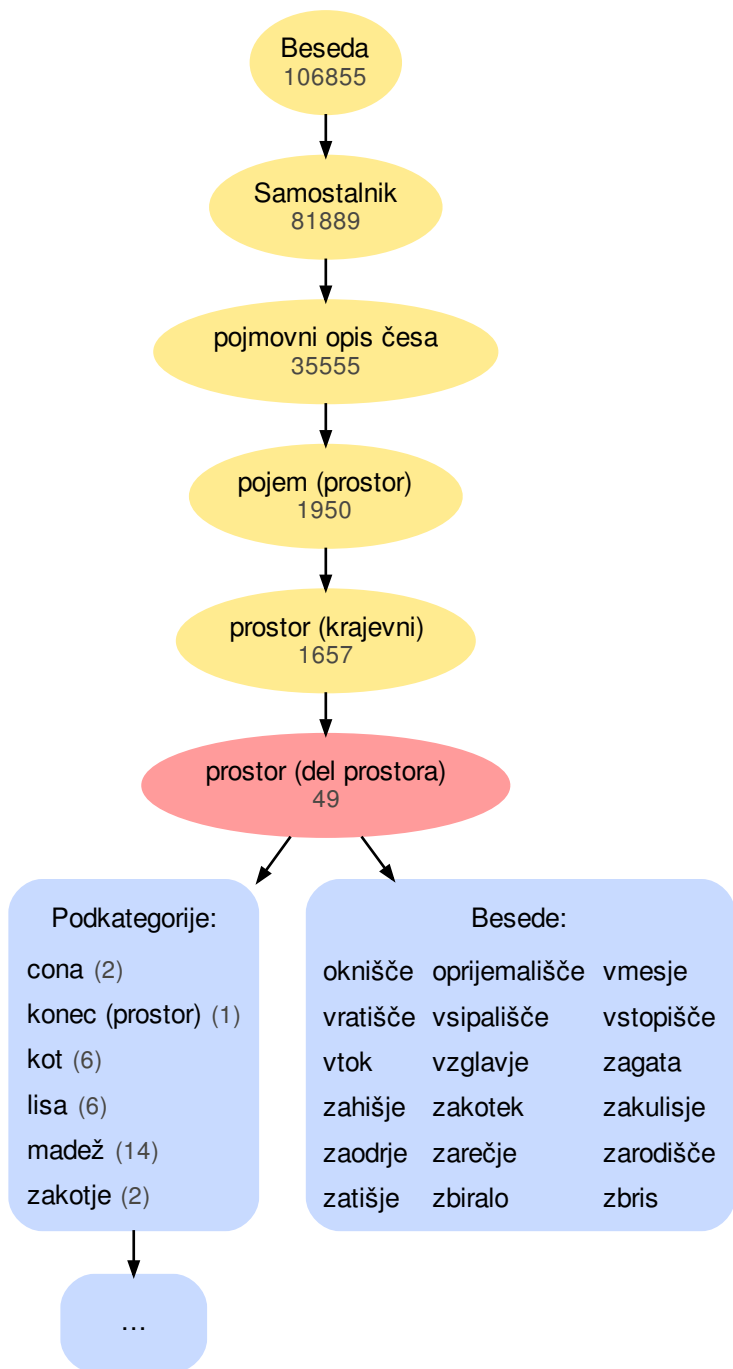 Beseda
106855
Samostalnik
81889
pojmovni opis česa
35555
pojem (prostor)
1950
prostor (krajevni)
1657
prostor (del prostora)
49
Podkategorije:
cona (2)
konec (prostor) (1)
kot (6)
lisa (6)
madež (14)
zakotje (2)
...
Besede:
oknišče oprijemališče vmesje
vratišče vsipališče vstopišče
vtok vzglavje zagata
zahišje zakotek zakulisje
zaodrje zarečje zarodišče
zatišje zbiralo zbris